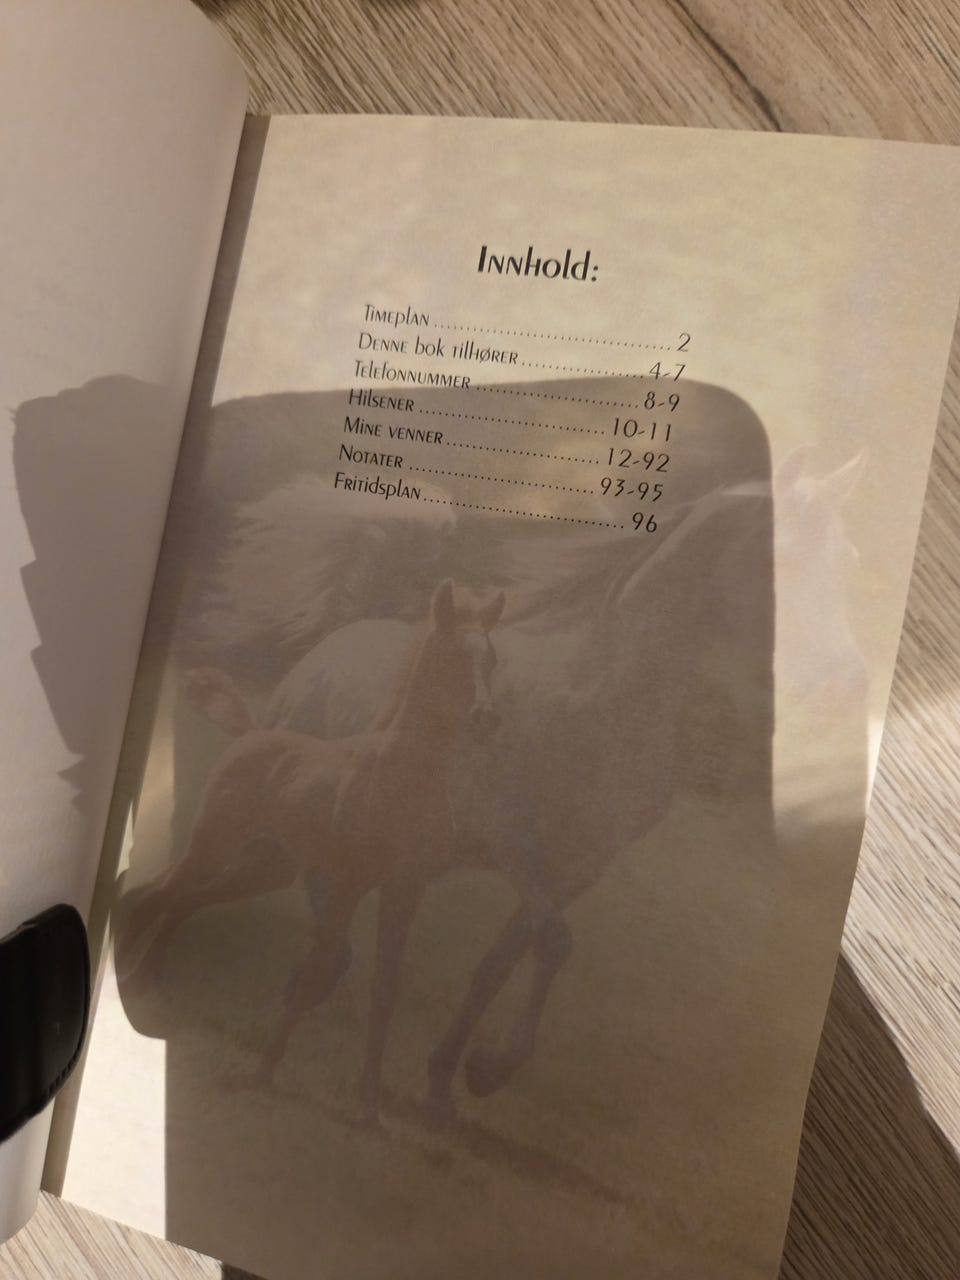 Innhold:
Timeplan 2
Denne bok tilhører 4-7
Telefonnummer 8-9
Hilsener 10-11
Mine venner 12-92
Notater 93-95
Fritidsplan 96